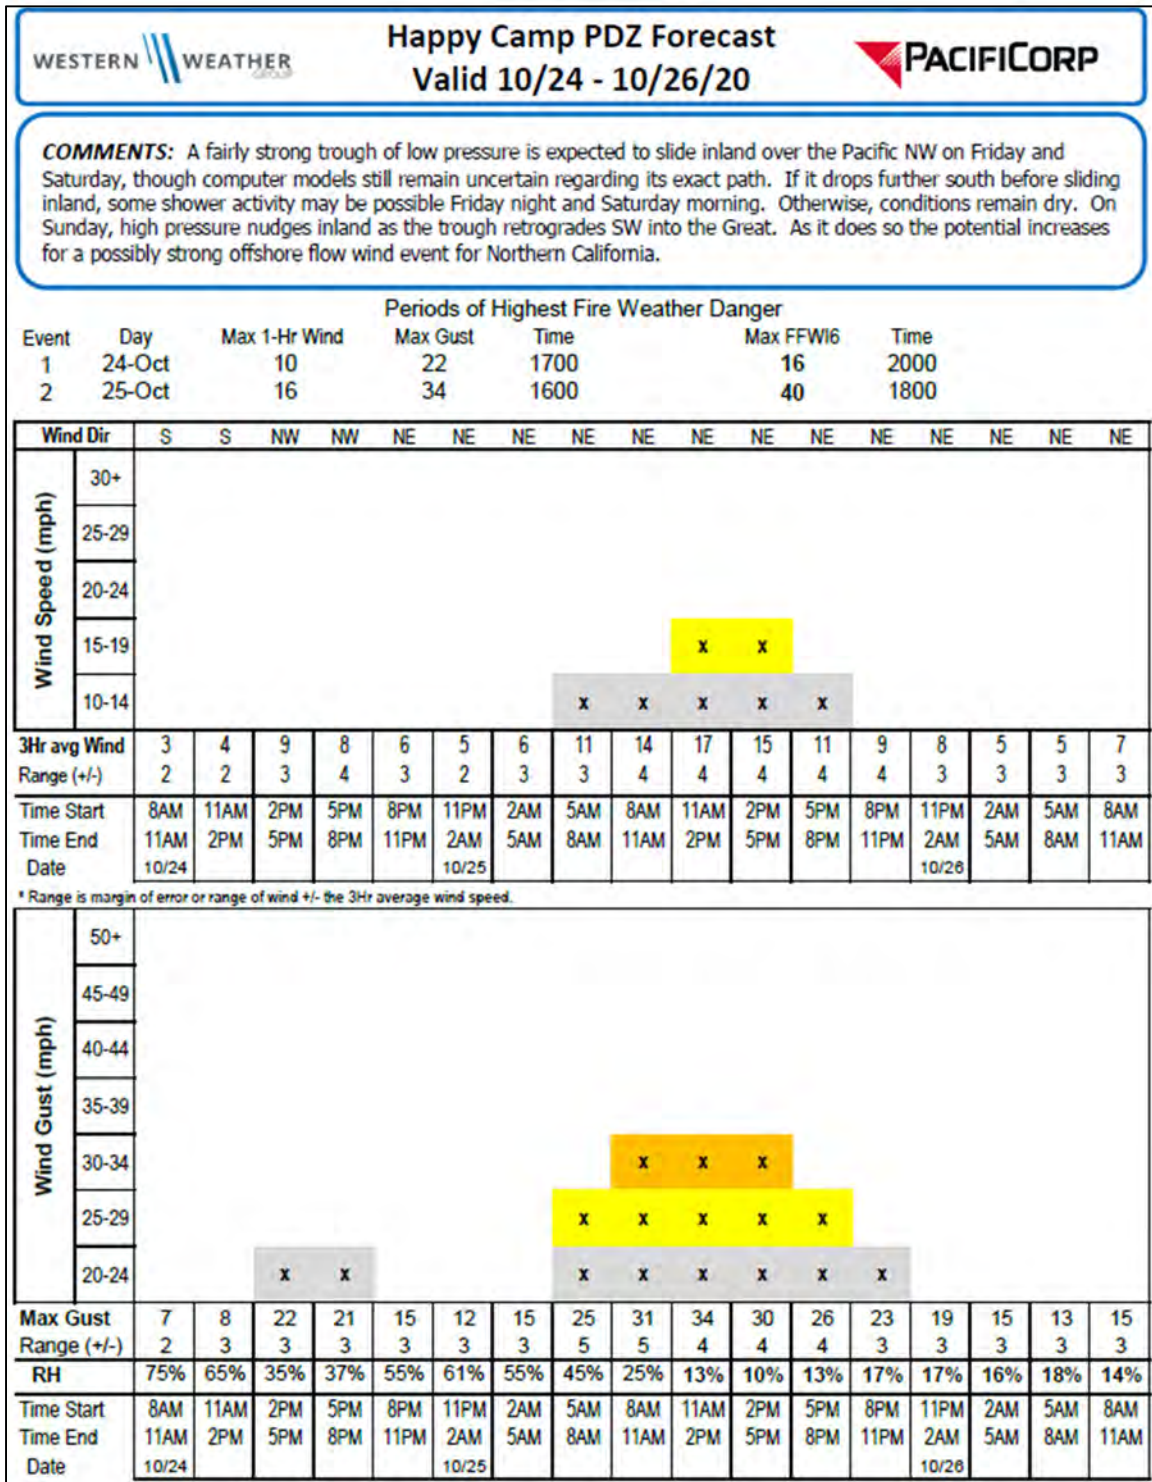 WESTERN WEATHER
GROUP
Happy Camp PDZ Forecast
Valid 10/24 - 10/26/20
PACIFICORP
COMMENTS: A fairly strong trough of low pressure is expected to slide inland over the Pacific NW on Friday and
Saturday, though computer models still remain uncertain regarding its exact path. If it drops further south before sliding
inland, some shower activity may be possible Friday night and Saturday morning. Otherwise, conditions remain dry. On
Sunday, high pressure nudges inland as the trough retrogrades SW into the Great. As it does so the potential increases
for a possibly strong offshore flow wind event for Northern California.
Periods of Highest Fire Weather Danger
Event Day Max 1-Hr Wind Max Gust Time Max FFWI6 Time
1 24-Oct 10 22 1700 16 2000
2 25-Oct 16 34 1600 40 1800
Wind Dir S S NW NW NE NE NE NE NE NE NE NE NE NE NE NE NE
Wind Speed (mph)
30+
25-29
20-24
15-19 x x
10-14 x x x x x
3Hr avg Wind 3 4 9 8 6 5 6 11 14 17 15 11 9 8 5 5 7
Range (+/-) 2 2 3 4 3 2 3 3 4 4 4 4 4 3 3 3 3
Time Start 8AM 11AM 2PM 5PM 8PM 11PM 2AM 5AM 8AM 11AM 2PM 5PM 8PM 11PM 2AM 5AM 8AM
Time End 11AM 2PM 5PM 8PM 11PM 2AM 5AM 8AM 11AM 2PM 5PM 8PM 11PM 2AM 5AM 8AM 11AM
Date 10/24 10/25 10/26
* Range is margin of error or range of wind +/- the 3Hr average wind speed.
Wind Gust (mph)
50+
45-49
40-44
35-39
30-34 x x x
25-29 x x x x x
20-24 x x x x x x x x
Max Gust 7 8 22 21 15 12 15 25 31 34 30 26 23 19 15 13 15
Range (+/-) 2 3 3 3 3 3 3 5 5 4 4 4 3 3 3 3 3
RH 75% 65% 35% 37% 55% 61% 55% 45% 25% 13% 10% 13% 17% 17% 16% 18% 14%
Time Start 8AM 11AM 2PM 5PM 8PM 11PM 2AM 5AM 8AM 11AM 2PM 5PM 8PM 11PM 2AM 5AM 8AM
Time End 11AM 2PM 5PM 8PM 11PM 2AM 5AM 8AM 11AM 2PM 5PM 8PM 11PM 2AM 5AM 8AM 11AM
Date 10/24 10/25 10/26